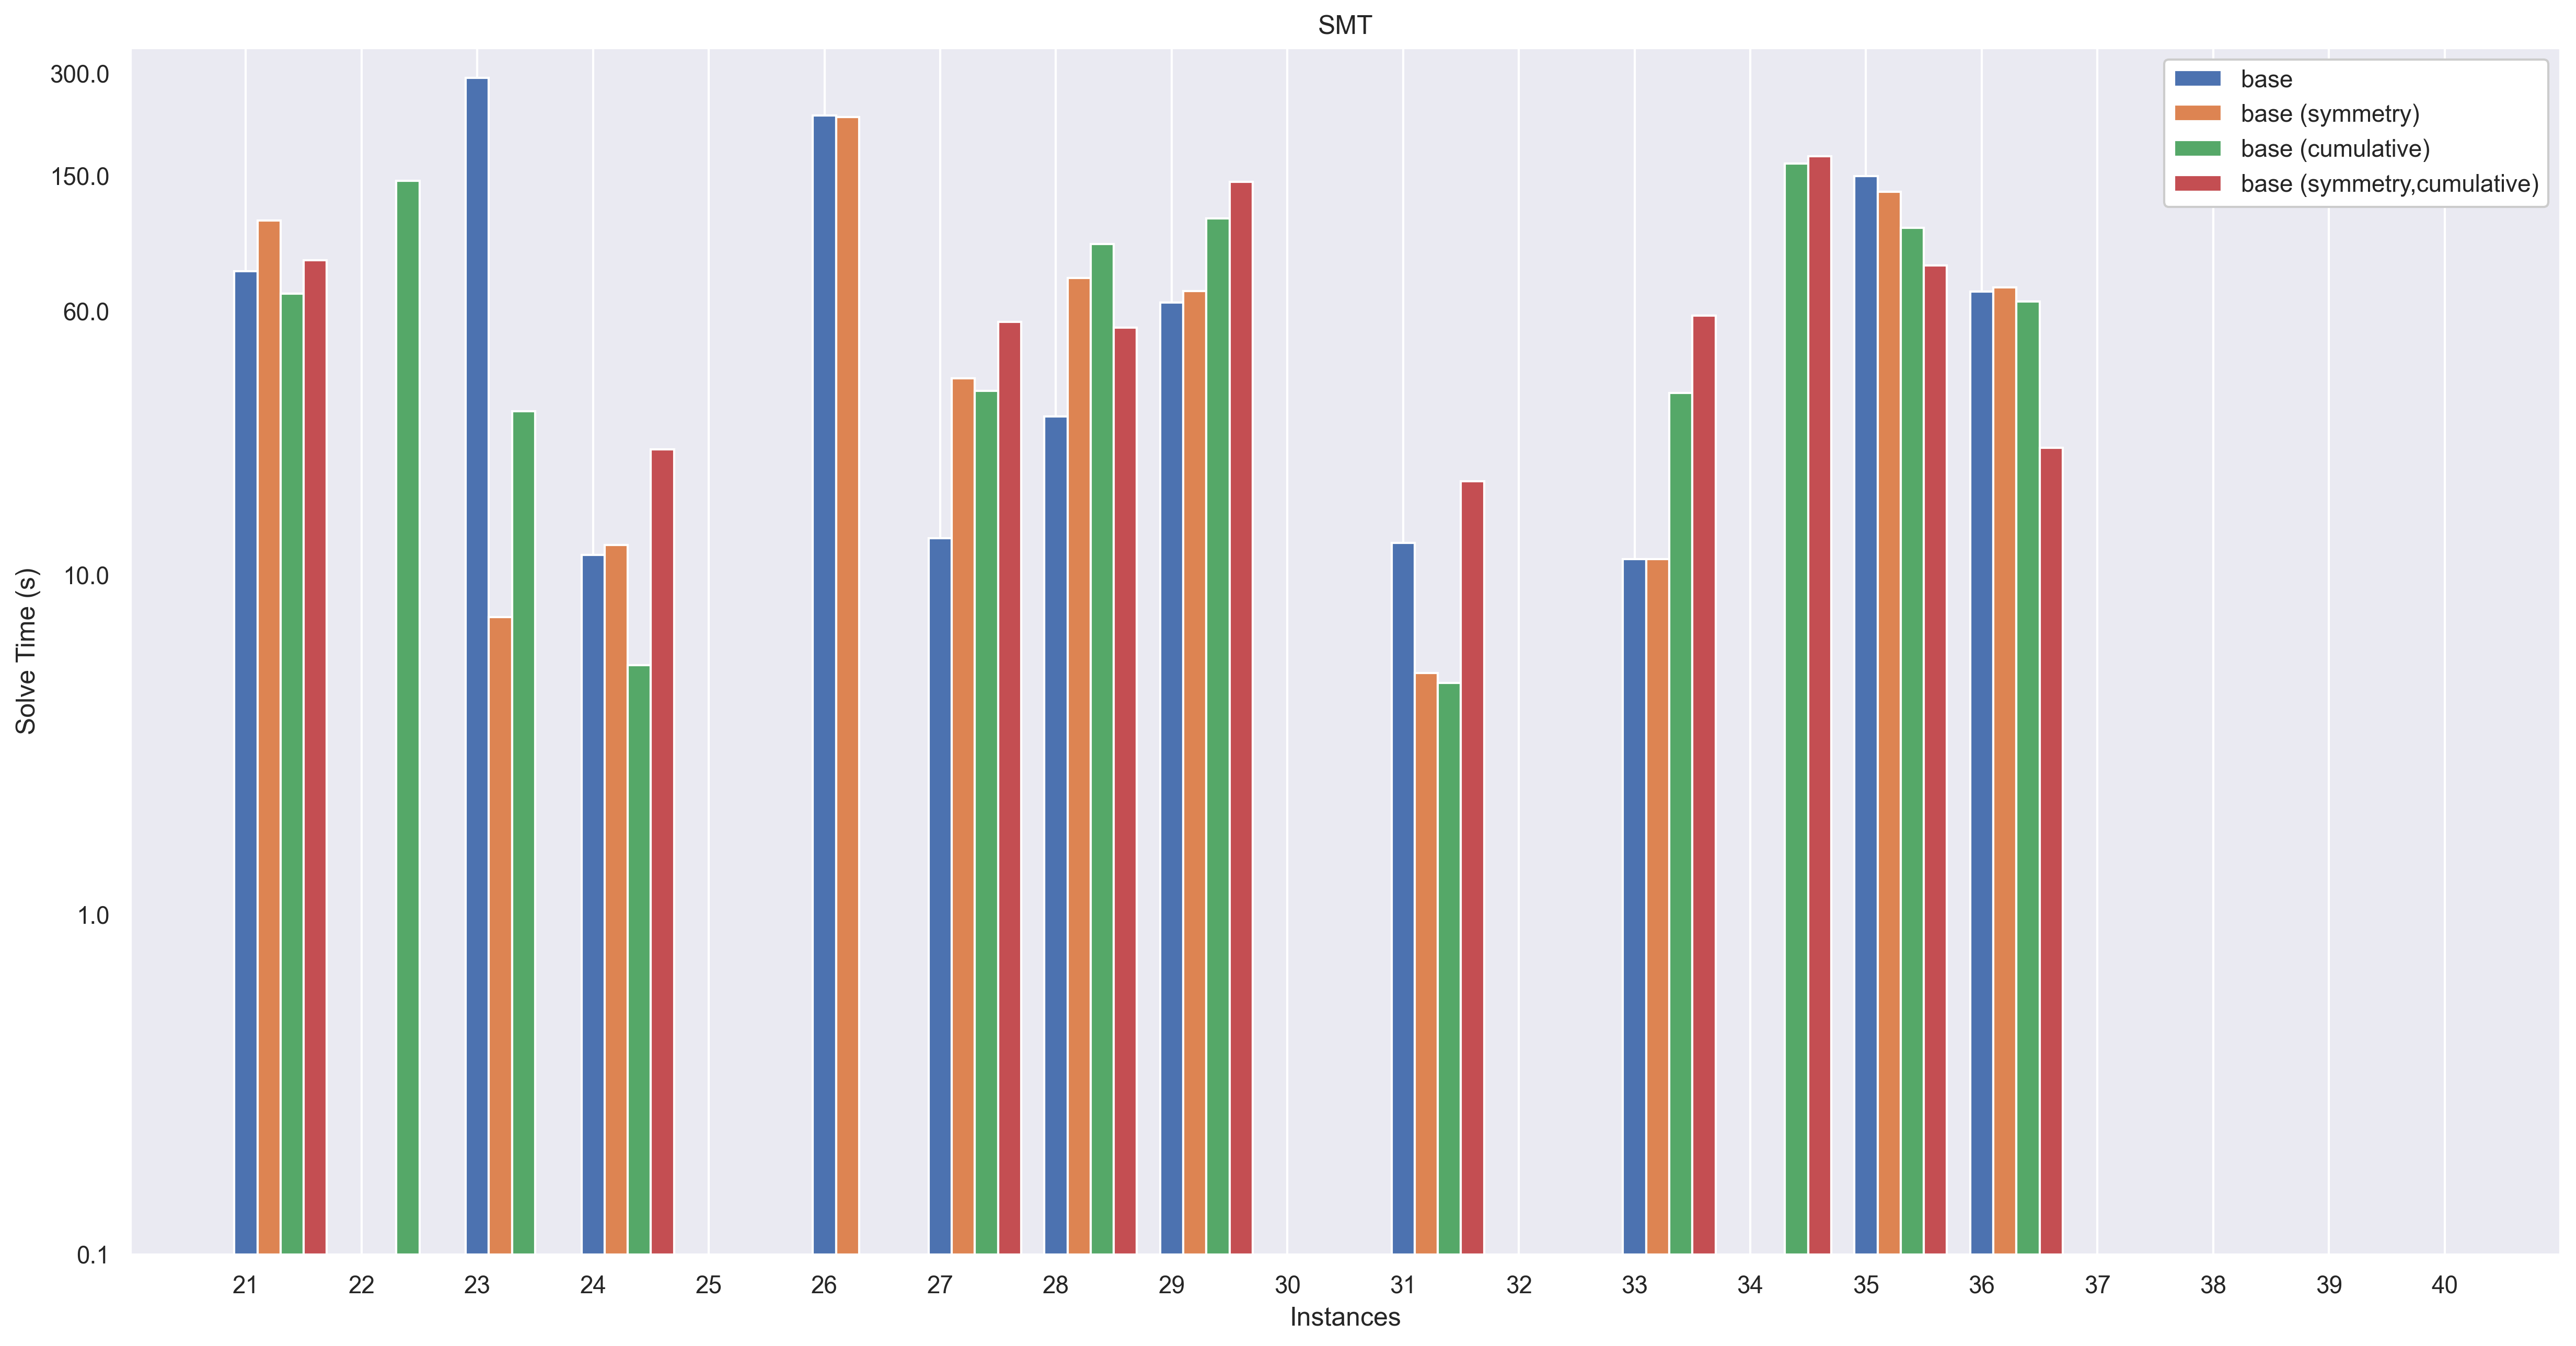 SMT
300.0
150.0
60.0
10.0
1.0
0.1
Solve Time (s)
base
base (symmetry)
base (cumulative)
base (symmetry,cumulative)
21 22 23 24 25 26 27 28 29 30 31 32 33 34 35 36 37 38 39 40
Instances